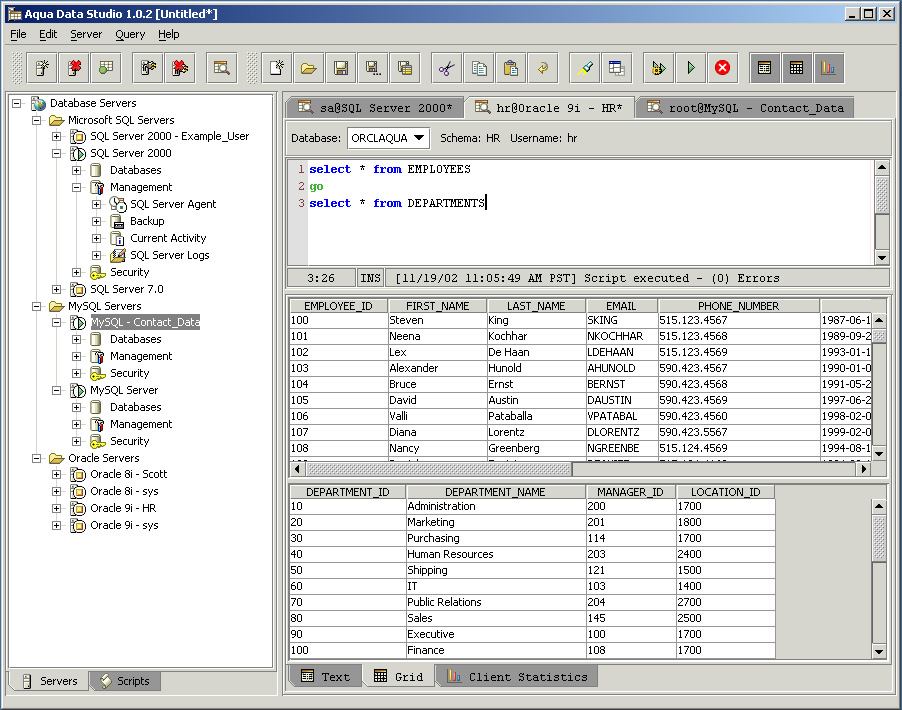 Aqua Data Studio 1.0.2 [Untitled*]
File Edit Server Query Help
Database Servers
Microsoft SQL Servers
SQL Server 2000 - Example_User
SQL Server 2000
Databases
Management
SQL Server Agent
Backup
Current Activity
SQL Server Logs
Security
SQL Server 7.0
MySQL Servers
MySQL - Contact_Data
Databases
Management
Security
MySQL Server
Databases
Management
Security
Oracle Servers
Oracle 8i - Scott
Oracle 8i - sys
Oracle 9i - HR
Oracle 9i - sys
Servers Scripts
sa@SQL Server 2000* hr@Oracle 9i - HR* root@MySQL - Contact_Data
Database: ORCLAQUA Schema: HR Username: hr
1 select * from EMPLOYEES
2 go
3 select * from DEPARTMENTS
3:26 INS [11/19/02 11:05:49 AM PST] Script executed - (0) Errors
EMPLOYEE_ID FIRST_NAME LAST_NAME EMAIL PHONE_NUMBER
100 Steven King SKING 515.123.4567 1987-06-1
101 Neena Kochhar NKOCHHAR 515.123.4568 1989-09-2
102 Lex De Haan LDEHAAN 515.123.4569 1993-01-1
103 Alexander Hunold AHUNOLD 590.423.4567 1990-01-0
104 Bruce Ernst BERNST 590.423.4568 1991-05-2
105 David Austin DAUSTIN 590.423.4569 1997-06-2
106 Valli Pataballa VPATABAL 590.423.4560 1998-02-0
107 Diana Lorentz DLORENTZ 590.423.5567 1999-02-0
108 Nancy Greenberg NGREENBE 515.124.4569 1994-08-1
DEPARTMENT_ID DEPARTMENT_NAME MANAGER_ID LOCATION_ID
10 Administration 200 1700
20 Marketing 201 1800
30 Purchasing 114 1700
40 Human Resources 203 2400
50 Shipping 121 1500
60 IT 103 1400
70 Public Relations 204 2700
80 Sales 145 2500
90 Executive 100 1700
100 Finance 108 1700
Text Grid Client Statistics